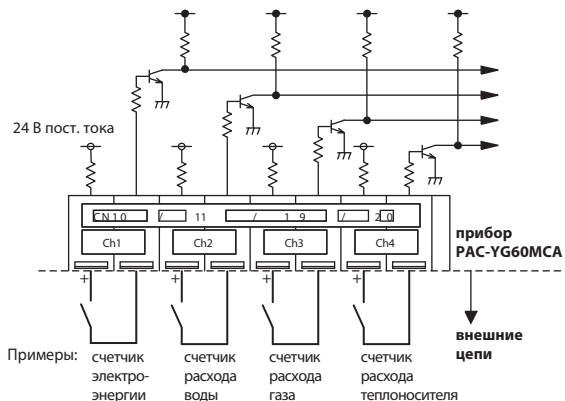 24 В пост. тока
CN10 / 11 / 19 / 20
Ch1 Ch2 Ch3 Ch4
прибор
PAC-YG60MCA
+ + + +
внешние
цепи
Примеры: счетчик счетчик счетчик счетчик
электро- расхода расхода расхода
энергии воды газа теплоносителя